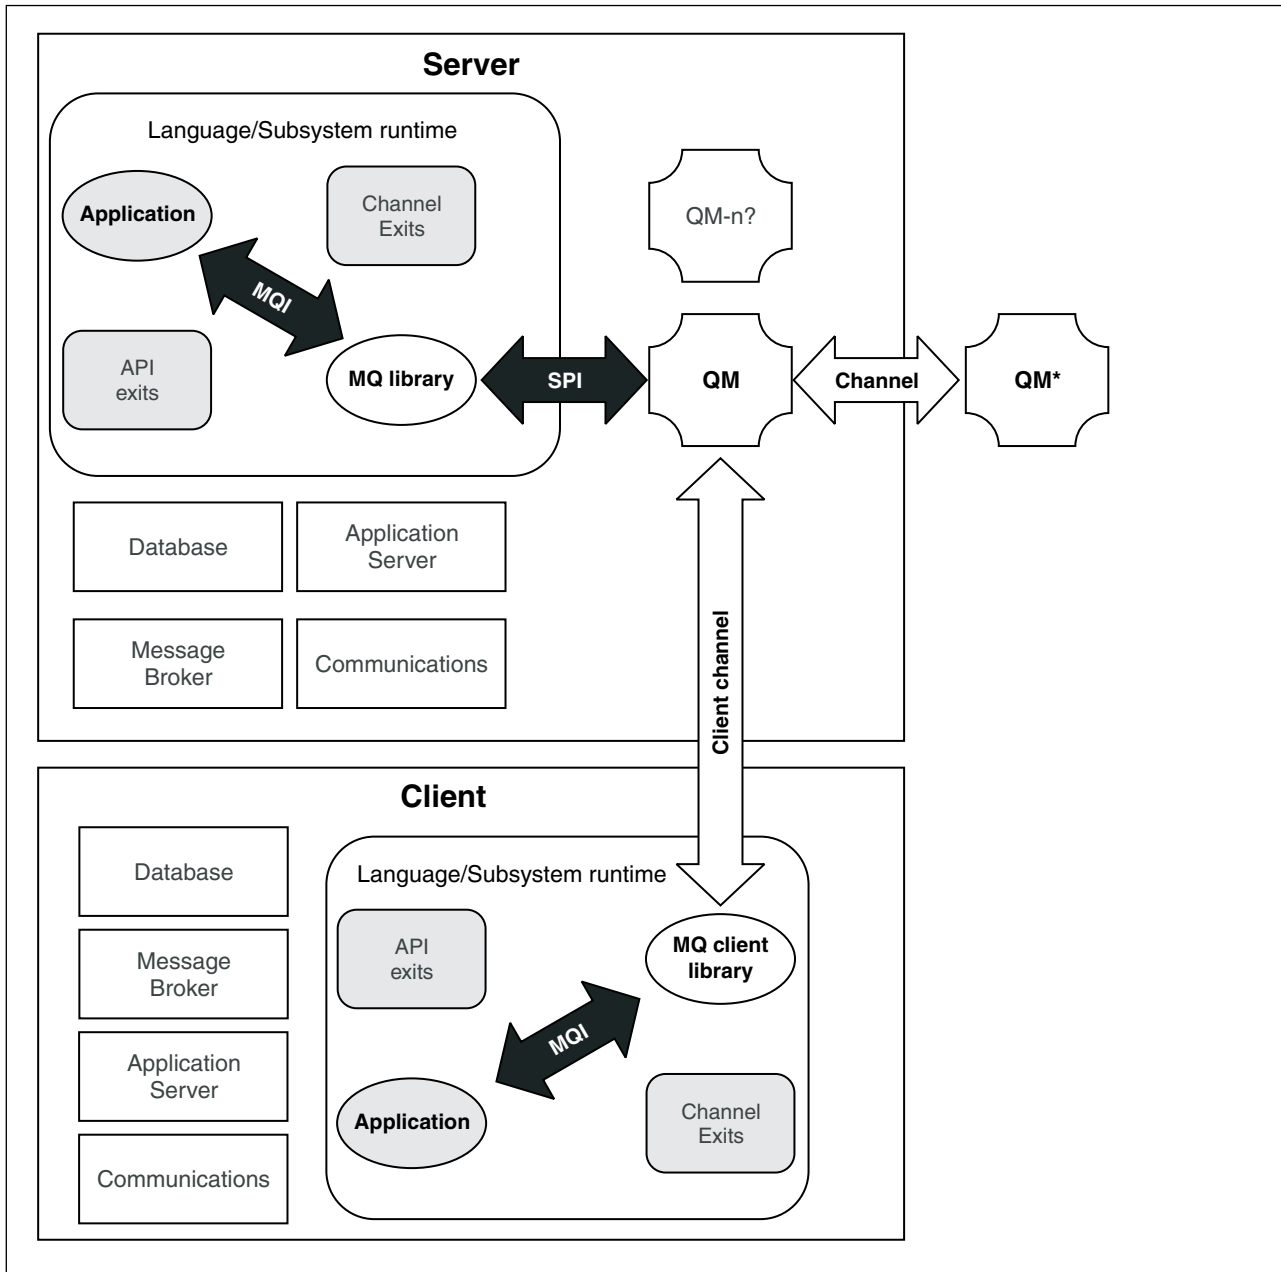 Server
Language/Subsystem runtime
Application
Channel
Exits
MQI
API
exits
MQ library
SPI
QM-n?
QM
Channel
QM*
Database
Application
Server
Message
Broker
Communications
Client channel
Client
Database
Message
Broker
Application
Server
Communications
Language/Subsystem runtime
API
exits
MQ client
library
MQI
Application
Channel
Exits